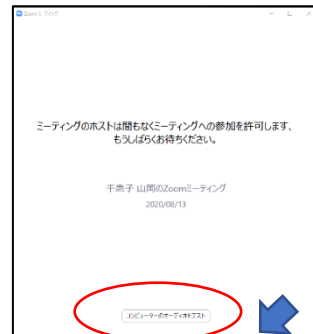 Zoom ミーティング
ミーティングのホストは間もなくミーティングへの参加を許可します、
もうしばらくお待ちください。
千恵子 山岡のZoomミーティング
2020/08/13
コンピューターのオーディオをテスト